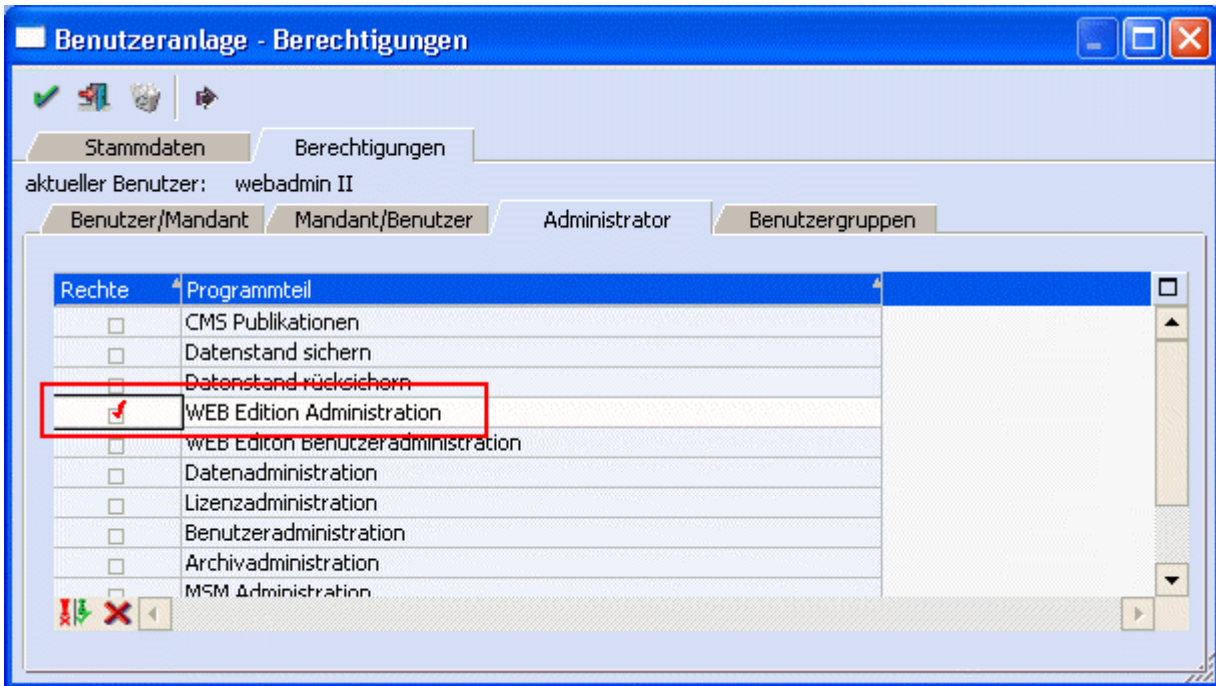 Benutzeranlage - Berechtigungen
Stammdaten Berechtigungen
aktueller Benutzer: webadmin II
Benutzer/Mandant Mandant/Benutzer Administrator Benutzergruppen
Rechte Programmteil
CMS Publikationen
Datenstand sichern
Datenstand rücksichern
WEB Edition Administration
WEB Editon Benutzeradministration
Datenadministration
Lizenzadministration
Benutzeradministration
Archivadministration
MSM Administration